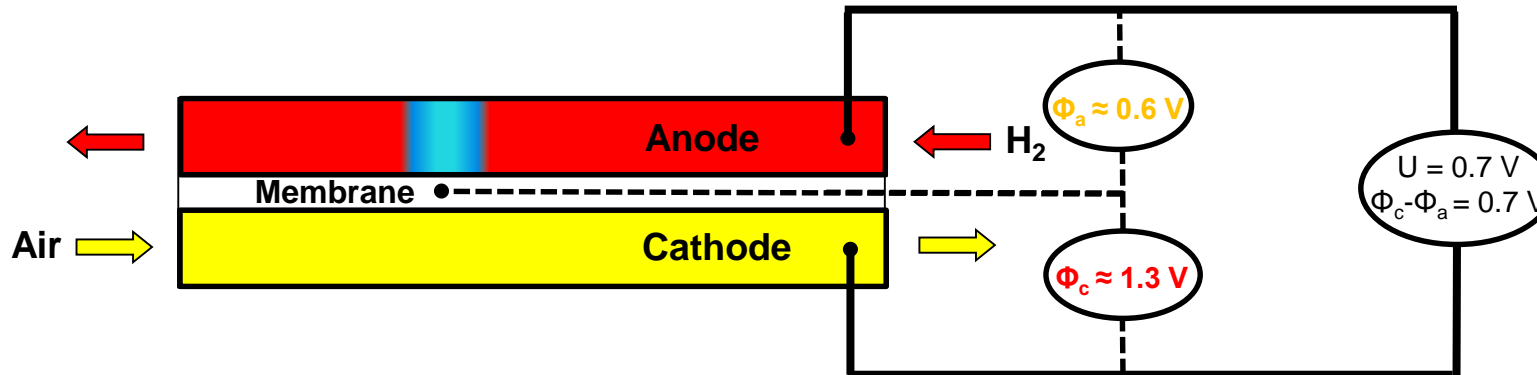 Φa ≈ 0.6 V
Anode
H2
U = 0.7 V
Membrane
Φc-Φa = 0.7 V
Air
Cathode
Φc ≈ 1.3 V